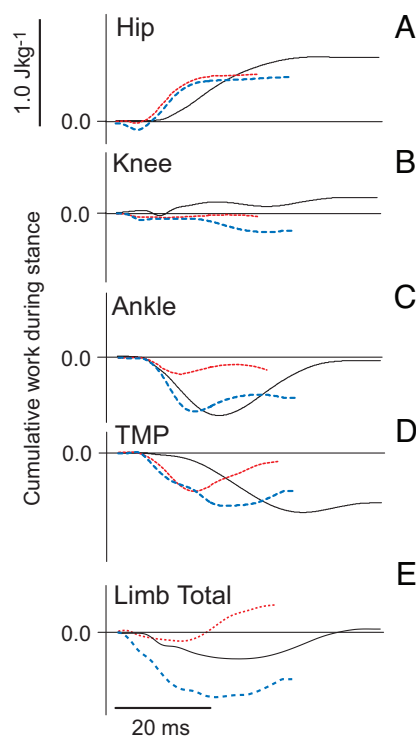 Hip
A
1.0 Jkg-1
0.0
Knee
B
0.0
Cumulative work during stance
Ankle
C
0.0
TMP
D
0.0
Limb Total
E
0.0
20 ms